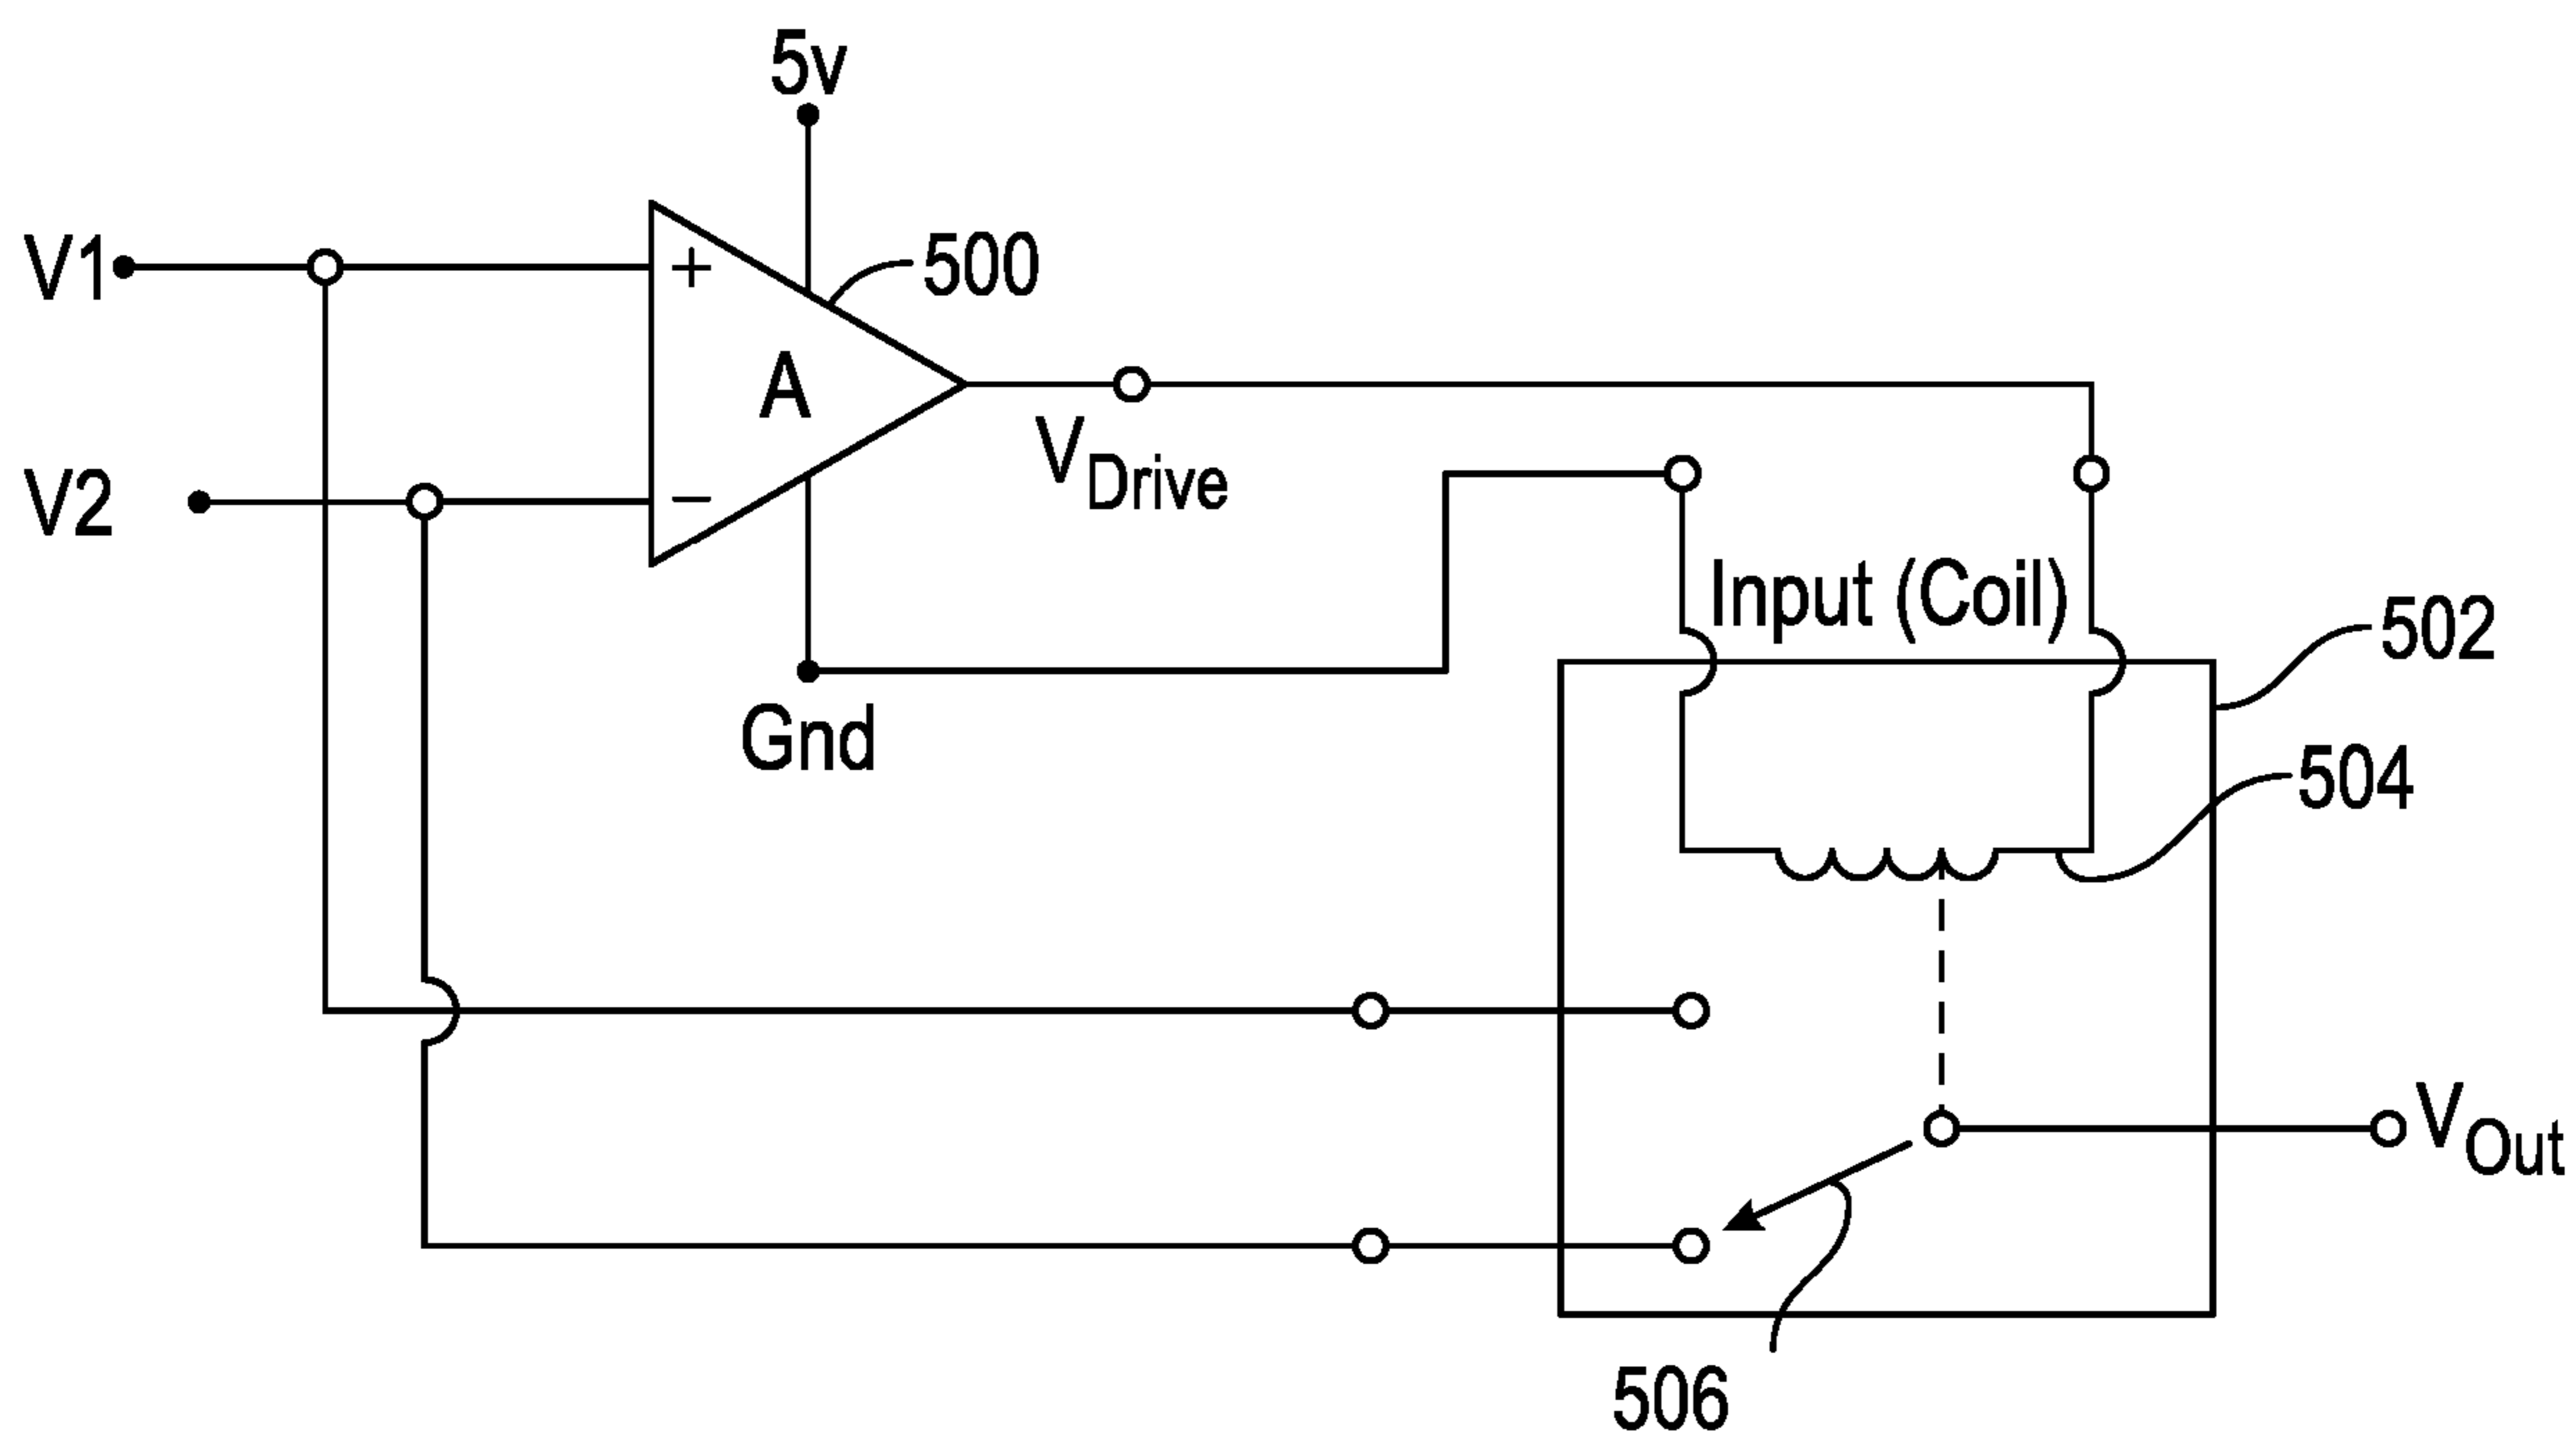 5v
V1
+
500
A
V2
−
VDrive
Gnd
Input (Coil)
502
504
VOut
506